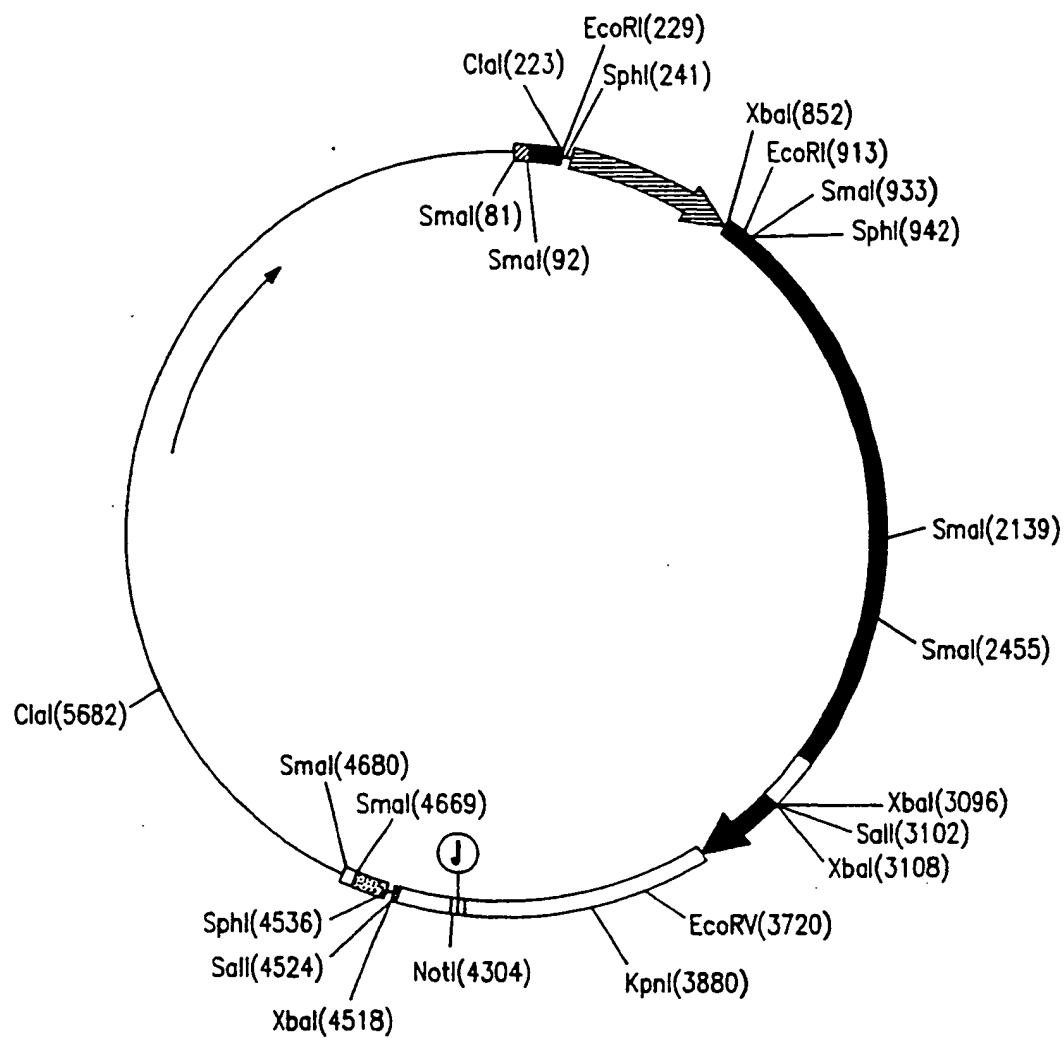 EcoRI(229)
ClaI(223)
SphI(241)
XbaI(852)
EcoRI(913)
SmaI(81)
SmaI(933)
SphI(942)
SmaI(92)
SmaI(2139)
SmaI(2455)
ClaI(5682)
SmaI(4680)
SmaI(4669)
XbaI(3096)
SalI(3102)
XbaI(3108)
J
SphI(4536)
EcoRV(3720)
SalI(4524)
NotI(4304)
KpnI(3880)
XbaI(4518)